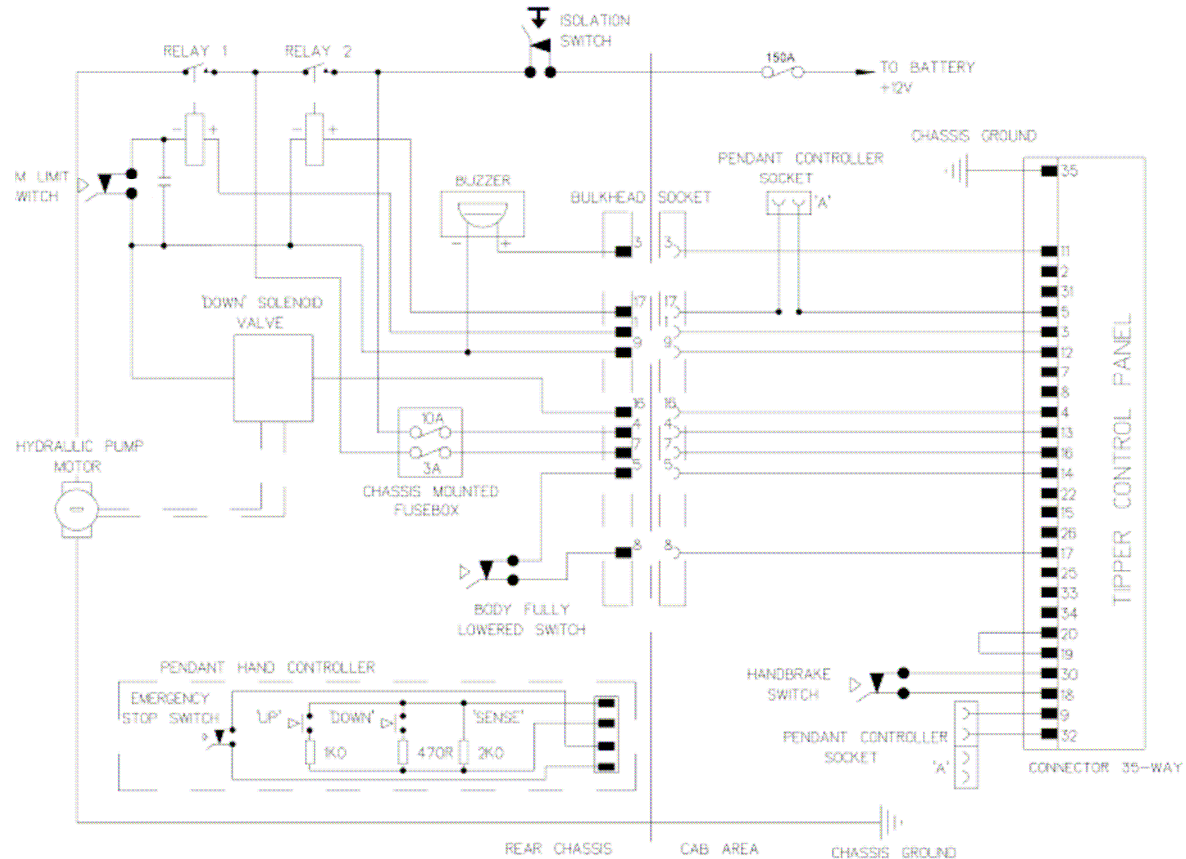 ISOLATION
SWITCH
RELAY 1
RELAY 2
150A
TO BATTERY
+12V
- +
- +
CHASSIS GROUND
PENDANT CONTROLLER
SOCKET
'A'
35
M LIMIT
WITCH
BUZZER
- +
BULKHEAD SOCKET
3 3
11
2
31
17 17
5
1 1
3
9 9
12
7
8
'DOWN' SOLENOID
VALVE
16 16
4
10A
4 4
13
7 7
16
3A
5 5
14
CHASSIS MOUNTED
FUSEBOX
22
15
26
8 8
17
25
33
34
20
19
30
18
9
32
TIPPER CONTROL PANEL
HYDRAULIC PUMP
MOTOR
BODY FULLY
LOWERED SWITCH
PENDANT HAND CONTROLLER
EMERGENCY
STOP SWITCH
'UP'
'DOWN'
'SENSE'
1K0
470R
2K0
HANDBRAKE
SWITCH
PENDANT CONTROLLER
SOCKET
'A'
CONNECTOR 35-WAY
REAR CHASSIS
CAB AREA
CHASSIS GROUND